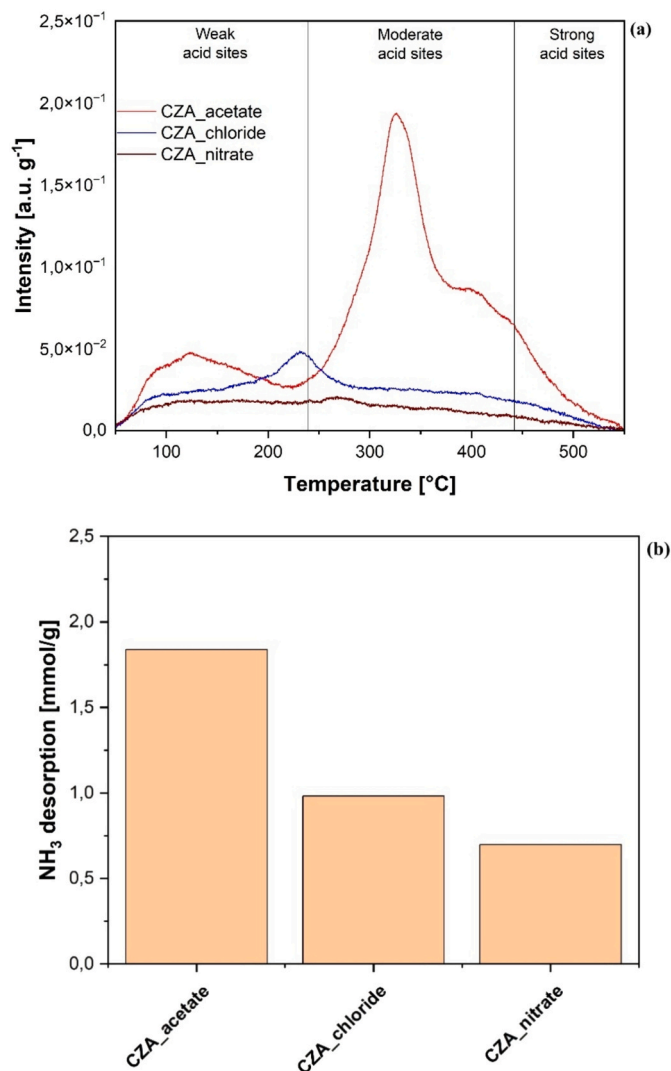 (a)
Weak
acid sites
Moderate
acid sites
Strong
acid sites
CZA_acetate
CZA_chloride
CZA_nitrate
Intensity [a.u. g⁻¹]
2,5×10⁻¹
2,0×10⁻¹
1,5×10⁻¹
1,0×10⁻¹
5,0×10⁻²
0,0
100 200 300 400 500
Temperature [°C]
(b)
NH₃ desorption [mmol/g]
2,5
2,0
1,5
1,0
0,5
0,0
CZA_acetate
CZA_chloride
CZA_nitrate